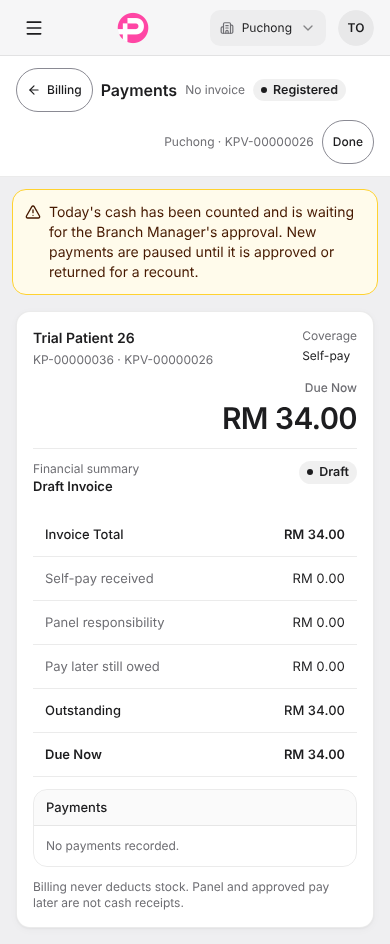 Puchong
TO
Billing
Payments
No invoice
Registered
Puchong · KPV-00000026
Done
Today's cash has been counted and is waiting
for the Branch Manager's approval. New
payments are paused until it is approved or
returned for a recount.
Trial Patient 26
Coverage
KP-00000036 · KPV-00000026
Self-pay
Due Now
RM 34.00
Financial summary
Draft
Draft Invoice
Invoice Total RM 34.00
Self-pay received RM 0.00
Panel responsibility RM 0.00
Pay later still owed RM 0.00
Outstanding RM 34.00
Due Now RM 34.00
Payments
No payments recorded.
Billing never deducts stock. Panel and approved pay
later are not cash receipts.